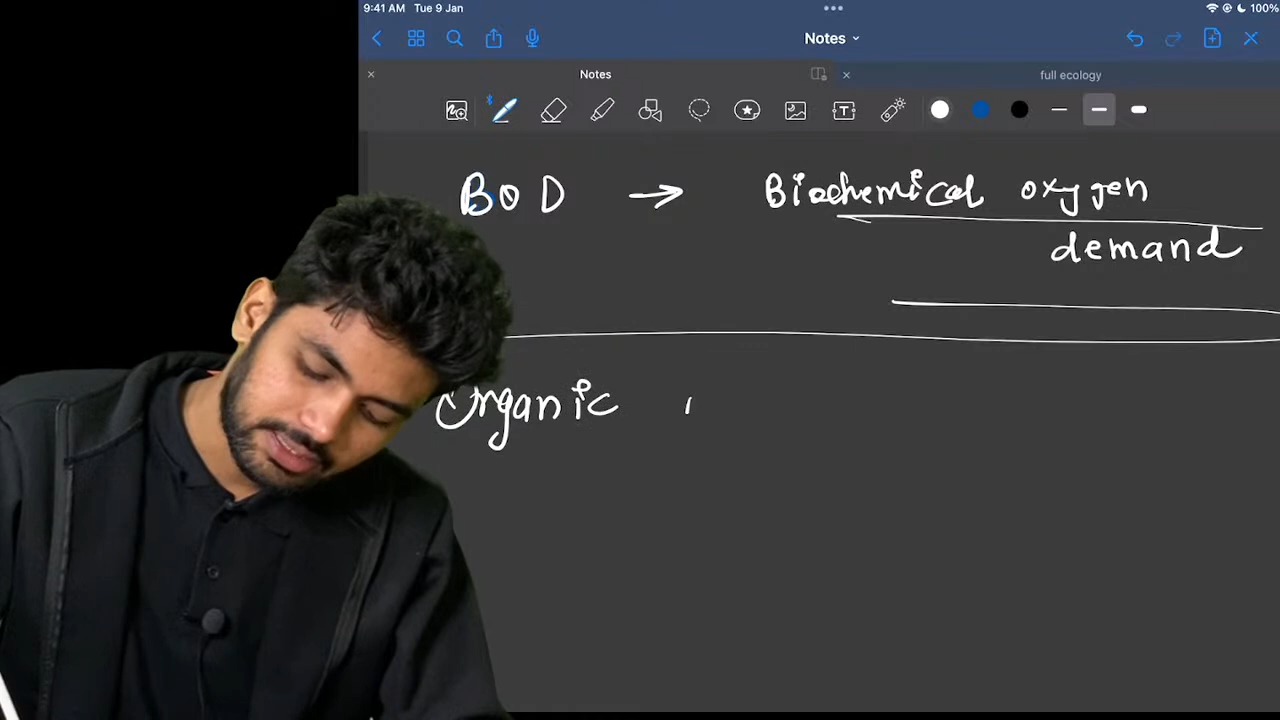 9:41 AM Tue 9 Jan
100%
Notes
Notes
full ecology
BOD → Biochemical oxygen
demand
Organic